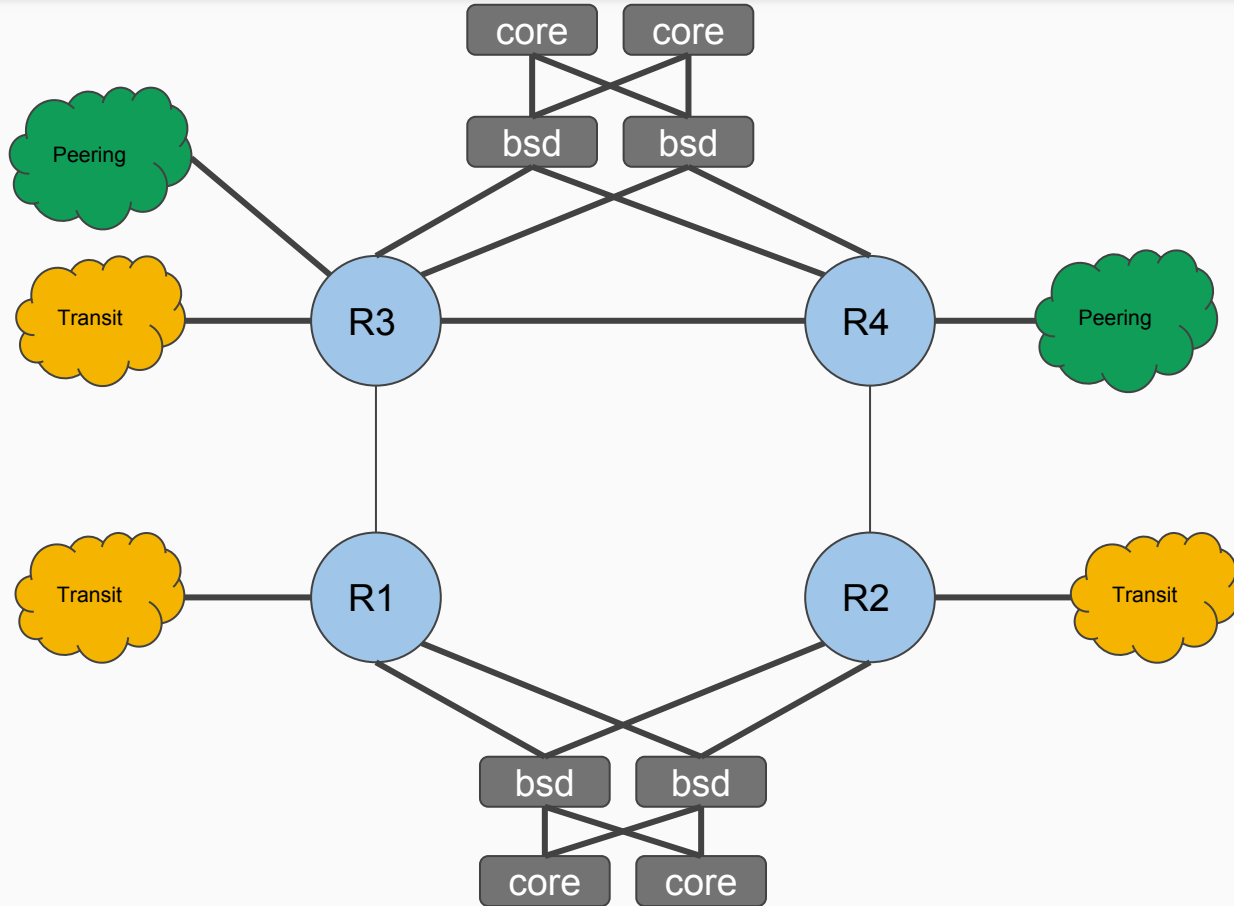 core
core
bsd
bsd
Peering
Transit
R3
R4
Peering
Transit
R1
R2
Transit
bsd
bsd
core
core